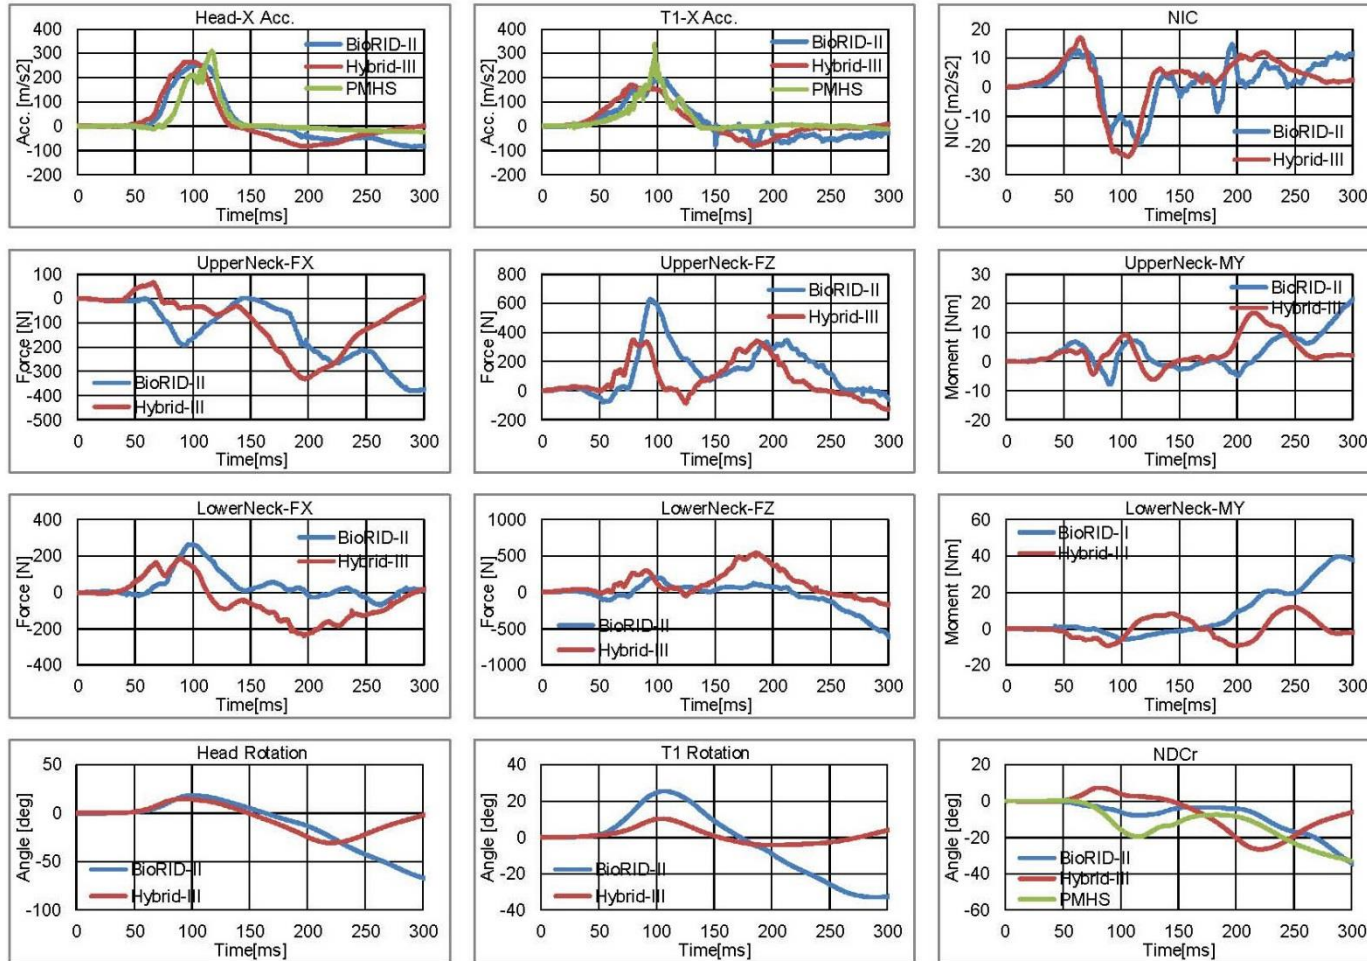 Head-X Acc.
400
300
200
100
0
-100
-200
Acc. [m/s2]
BioRID-II
Hybrid-III
PMHS
0 50 100 150 200 250 300
Time[ms]
T1-X Acc.
400
300
200
100
0
-100
-200
Acc. [m/s2]
BioRID-II
Hybrid-III
PMHS
0 50 100 150 200 250 300
Time[ms]
NIC
20
10
0
-10
-20
-30
NIC [m2/s2]
BioRID-II
Hybrid-III
0 50 100 150 200 250 300
Time[ms]
UpperNeck-FX
100
0
-100
-200
-300
-400
-500
Force [N]
BioRID-II
Hybrid-III
0 50 100 150 200 250 300
Time[ms]
UpperNeck-FZ
800
600
400
200
0
-200
Force [N]
BioRID-II
Hybrid-III
0 50 100 150 200 250 300
Time[ms]
UpperNeck-MY
30
20
10
0
-10
-20
Moment [Nm]
BioRID-II
Hybrid-III
0 50 100 150 200 250 300
Time[ms]
LowerNeck-FX
400
200
0
-200
-400
Force [N]
BioRID-II
Hybrid-III
0 50 100 150 200 250 300
Time[ms]
LowerNeck-FZ
1000
500
0
-500
-1000
Force [N]
BioRID-II
Hybrid-III
0 50 100 150 200 250 300
Time[ms]
LowerNeck-MY
60
40
20
0
-20
Moment [Nm]
BioRID-II
Hybrid-III
0 50 100 150 200 250 300
Time[ms]
Head Rotation
50
0
-50
-100
Angle [deg]
BioRID-II
Hybrid-III
0 50 100 150 200 250 300
Time[ms]
T1 Rotation
40
20
0
-20
-40
Angle [deg]
BioRID-II
Hybrid-III
0 50 100 150 200 250 300
Time[ms]
NDCr
20
0
-20
-40
-60
Angle [deg]
BioRID-II
Hybrid-III
PMHS
0 50 100 150 200 250 300
Time[ms]